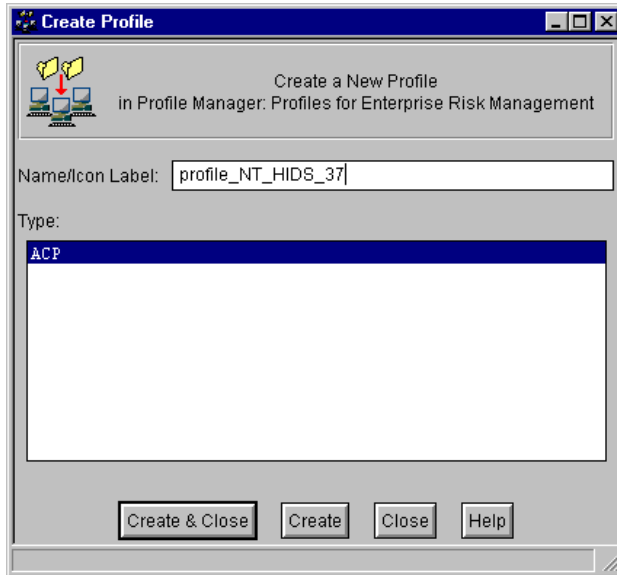 Create Profile
Create a New Profile
in Profile Manager: Profiles for Enterprise Risk Management
Name/Icon Label: profile_NT_HIDS_37
Type:
ACP
Create & Close Create Close Help